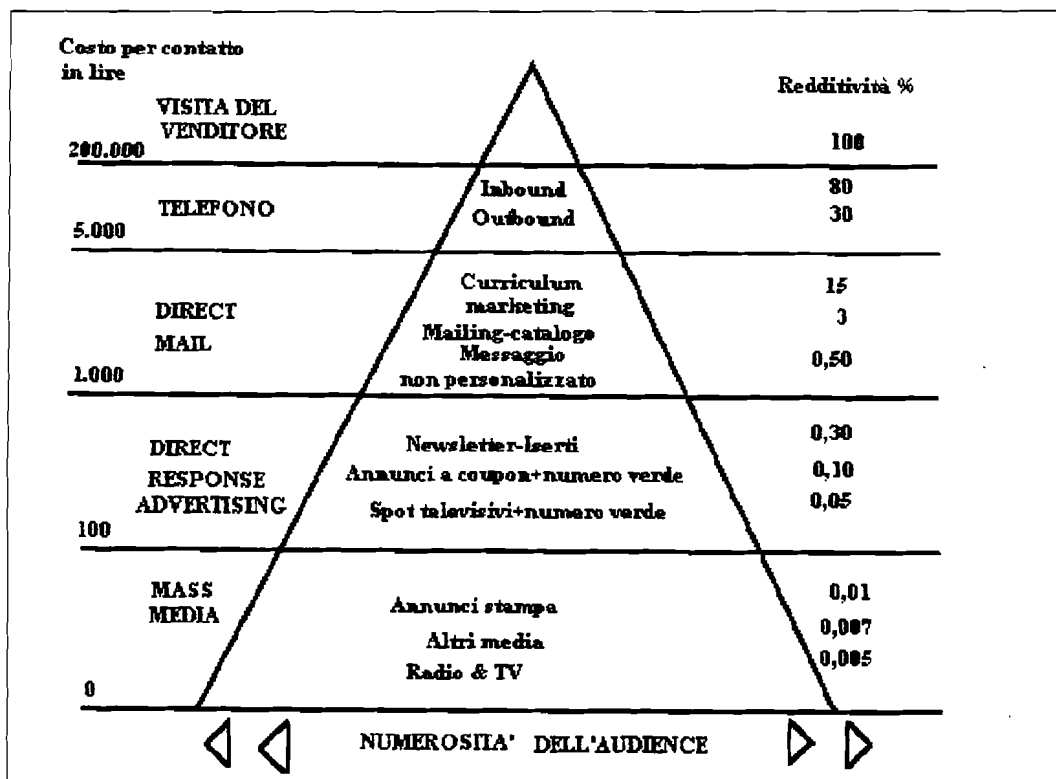 Costo per contatto
in lire
Redditività %
VISITA DEL
VENDITORE
100
200.000
TELEFONO
Inbound
80
Outbound
30
5.000
DIRECT
MAIL
Curriculum
marketing
15
3
Mailing-catalogo
Messaggio
non personalizzato
0,50
1.000
DIRECT
RESPONSE
ADVERTISING
Newsletter-Iserti
0,30
Annunci a coupon+numero verde
0,10
Spot televisivi+numero verde
0,05
100
MASS
MEDIA
Annunci stampa
0,01
Altri media
0,007
Radio & TV
0,005
0
NUMEROSITA' DELL'AUDIENCE